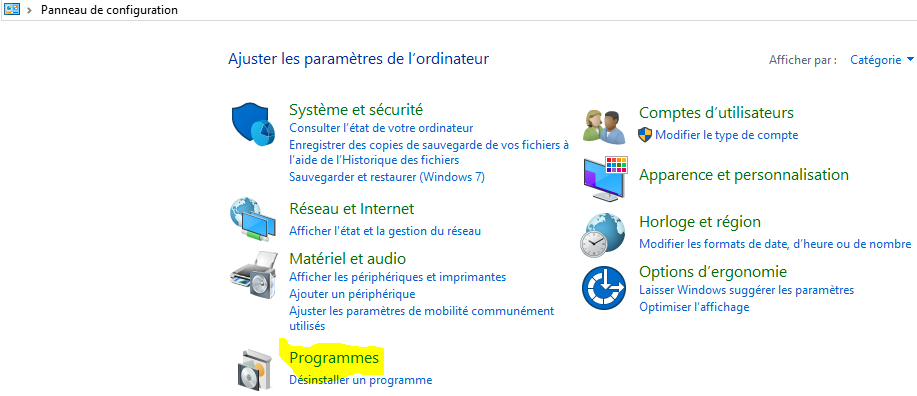 Panneau de configuration
Ajuster les paramètres de l'ordinateur
Afficher par :
Catégorie
Système et sécurité
Consulter l'état de votre ordinateur
Enregistrer des copies de sauvegarde de vos fichiers à
l'aide de l'Historique des fichiers
Sauvegarder et restaurer (Windows 7)
Réseau et Internet
Afficher l'état et la gestion du réseau
Matériel et audio
Afficher les périphériques et imprimantes
Ajouter un périphérique
Ajuster les paramètres de mobilité communément
utilisés
Programmes
Désinstaller un programme
Comptes d'utilisateurs
Modifier le type de compte
Apparence et personnalisation
Horloge et région
Modifier les formats de date, d'heure ou de nombre
Options d'ergonomie
Laisser Windows suggérer les paramètres
Optimiser l'affichage